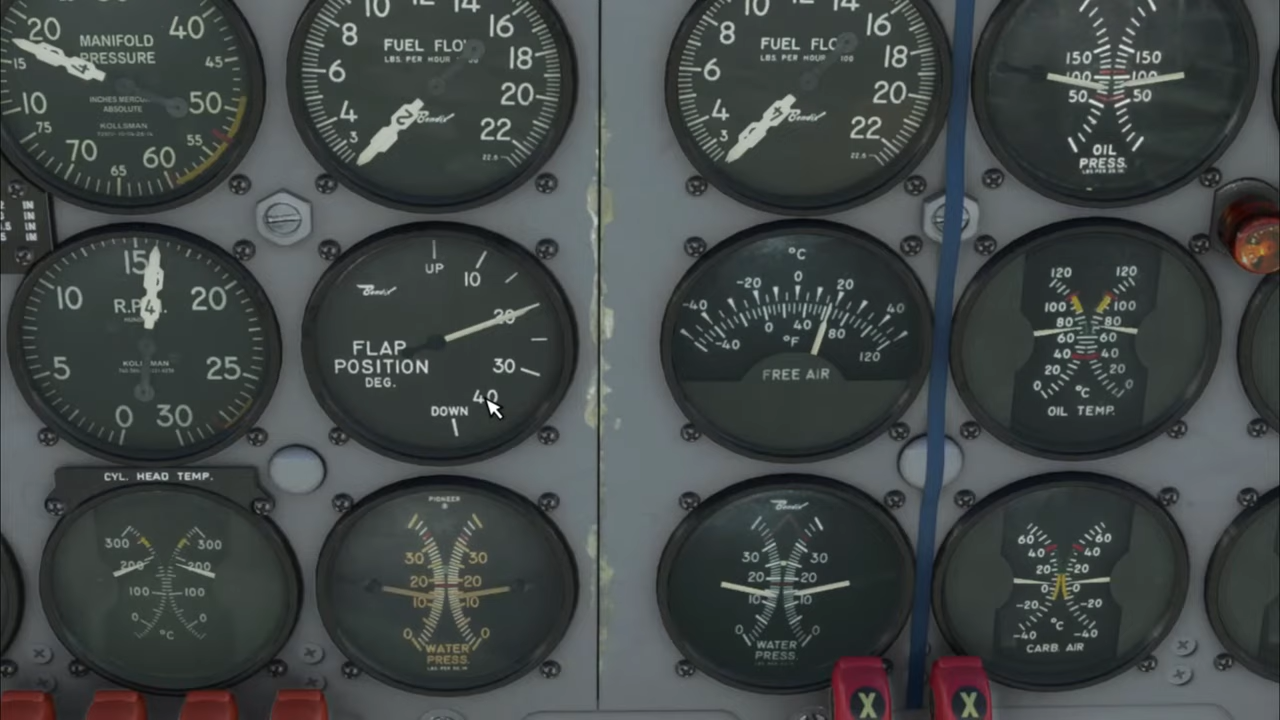 20
40
MANIFOLD
PRESSURE
15
45
10
50
INCHES MERCURY
ABSOLUTE
KOLLSMAN
75
55
70
60
65
10 12 14
8
16
FUEL FLOW
LBS. PER HOUR
6
18
20
4
2
Bendix
3
22
22.5
10 12 14
8
16
FUEL FLO
LBS. PER HOUR 100
6
18
20
4
4
Bendix
3
22
22.5
150 150
100 100
50 50
OIL
PRESS.
LBS PER SQ IN.
IN
IN
IN
IN
15
10
20
R.P.M.
4
KOLLSMAN
5
25
0 30
UP
10
Bendix
20
FLAP
POSITION
DEG.
30
40
DOWN
°C
-40 -20 0 20 40
-40 0 40 80 120
°F
FREE AIR
120 120
100 100
80 80
60 60
40 40
20 20
0 0
°C
OIL TEMP.
CYL. HEAD TEMP.
300 300
200 200
100 100
0 0
°C
PIONEER
30 30
20 20
10 10
0 0
WATER
PRESS.
LBS PER SQ IN.
Bendix
30 30
20 20
10 10
0 0
WATER
PRESS.
60 60
40 40
20 20
-20 -20
°C
-40 -40
CARB. AIR
X
X